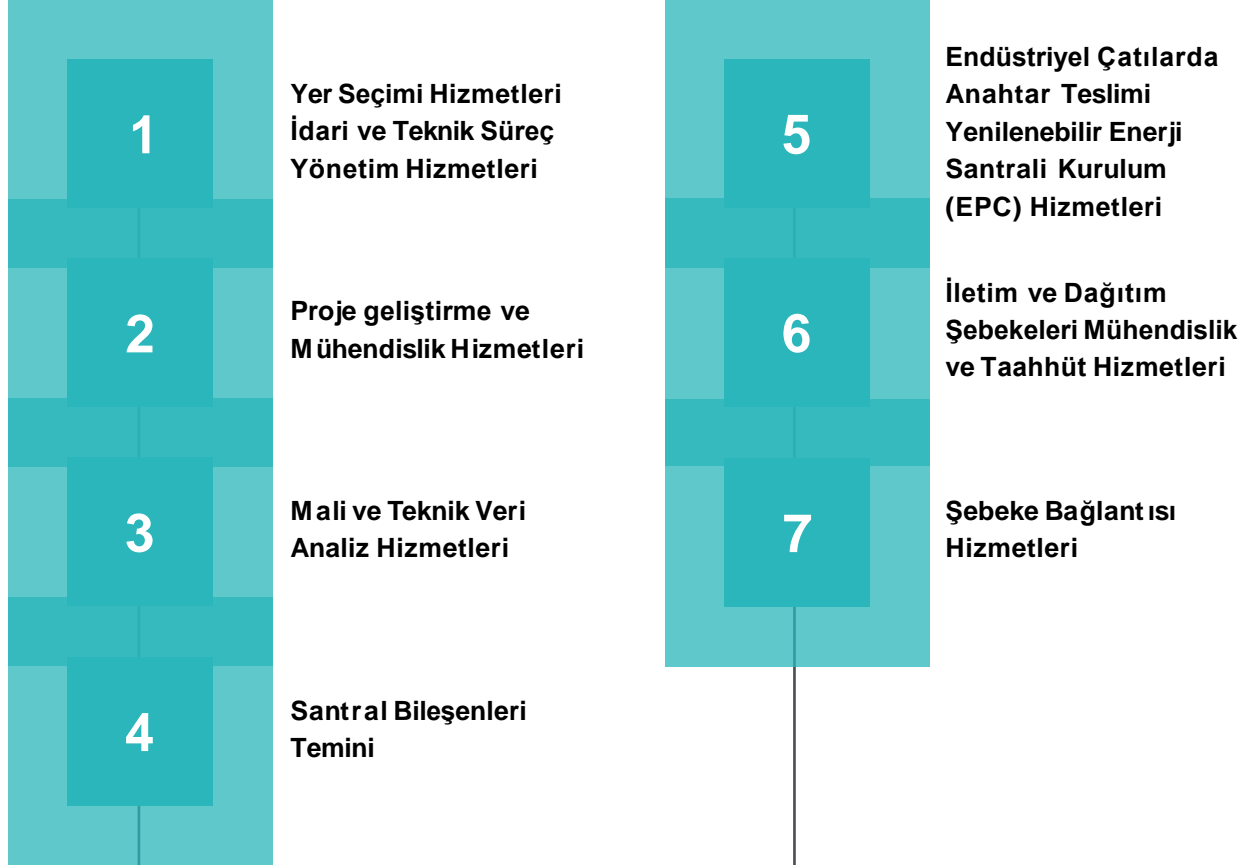 1
Yer Seçimi Hizmetleri
İdari ve Teknik Süreç
Yönetim Hizmetleri
2
Proje geliştirme ve
Mühendislik Hizmetleri
3
Mali ve Teknik Veri
Analiz Hizmetleri
4
Santral Bileşenleri
Temini
5
Endüstriyel Çatılarda
Anahtar Teslimi
Yenilenebilir Enerji
Santrali Kurulum
(EPC) Hizmetleri
6
İletim ve Dağıtım
Şebekeleri Mühendislik
ve Taahhüt Hizmetleri
7
Şebeke Bağlantısı
Hizmetleri